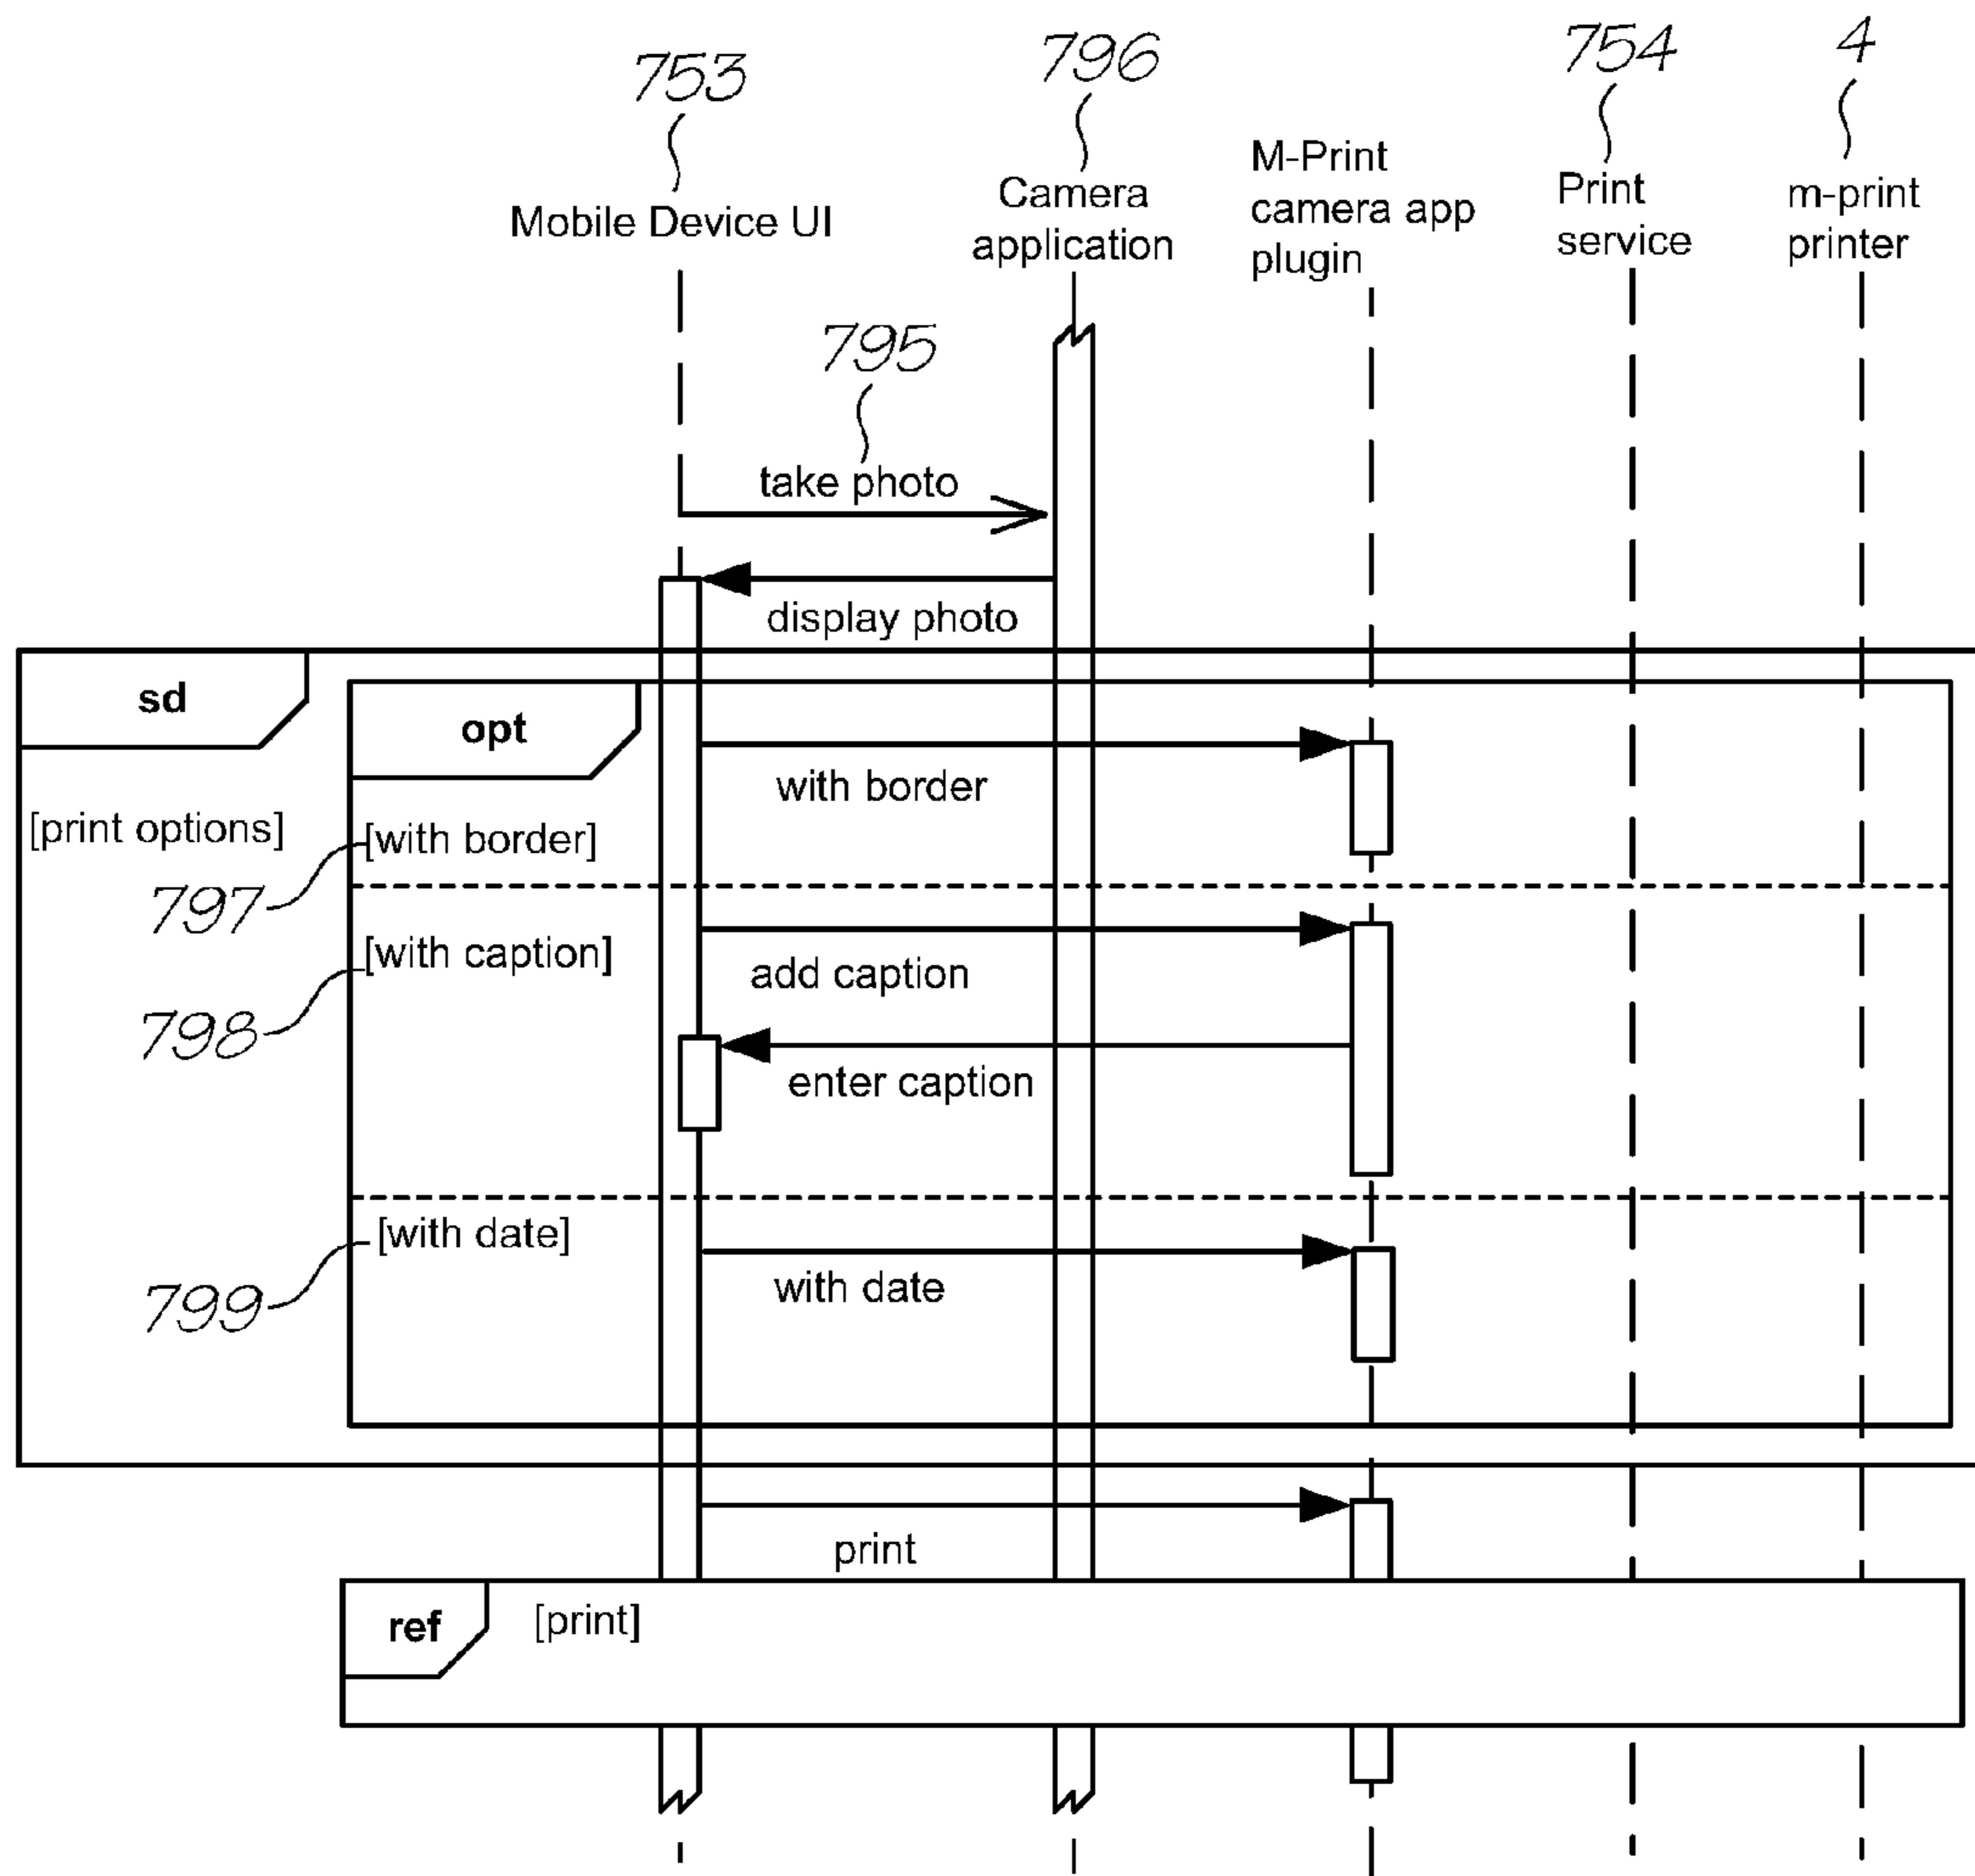 753
796
754
4
Mobile Device UI
Camera
application
M-Print
camera app
plugin
Print
service
m-print
printer
795
take photo
display photo
sd
opt
with border
[print options]
[with border]
797
[with caption]
add caption
798
enter caption
[with date]
with date
799
print
ref
[print]